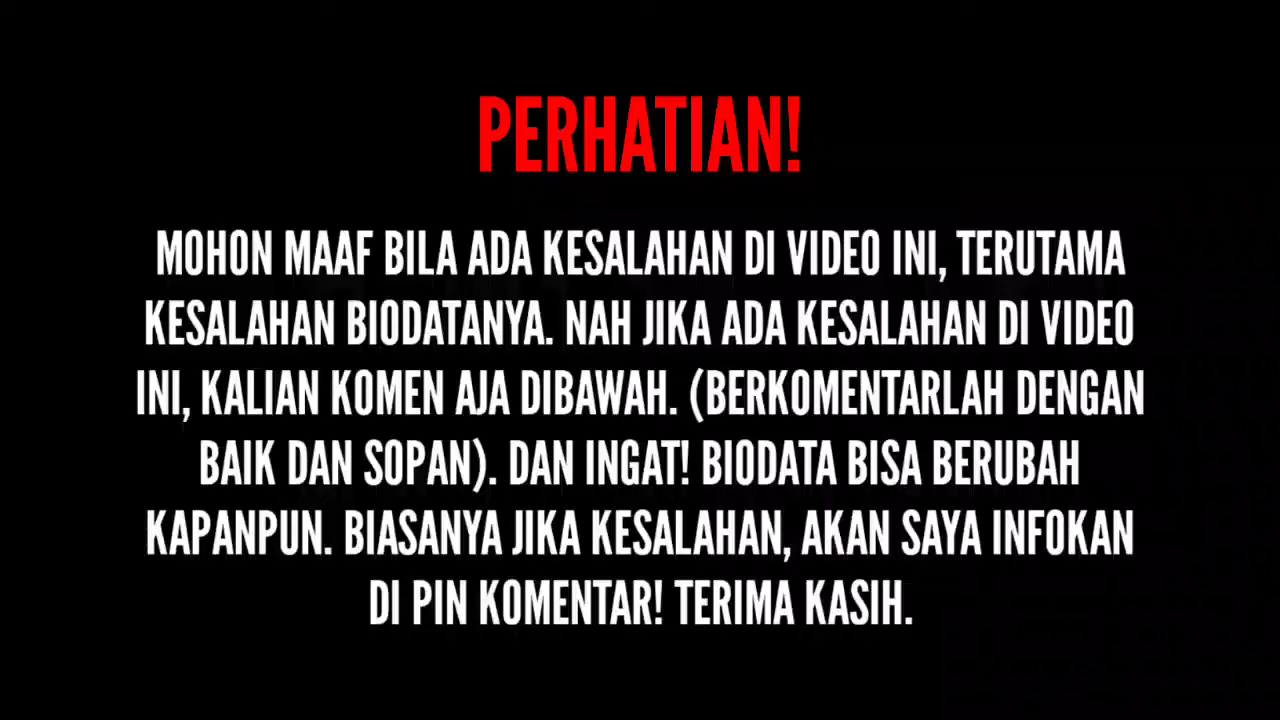 PERHATIAN!
MOHON MAAF BILA ADA KESALAHAN DI VIDEO INI, TERUTAMA
KESALAHAN BIODATANYA. NAH JIKA ADA KESALAHAN DI VIDEO
INI, KALIAN KOMEN AJA DIBAWAH. (BERKOMENTARLAH DENGAN
BAIK DAN SOPAN). DAN INGAT! BIODATA BISA BERUBAH
KAPANPUN. BIASANYA JIKA KESALAHAN, AKAN SAYA INFOKAN
DI PIN KOMENTAR! TERIMA KASIH.